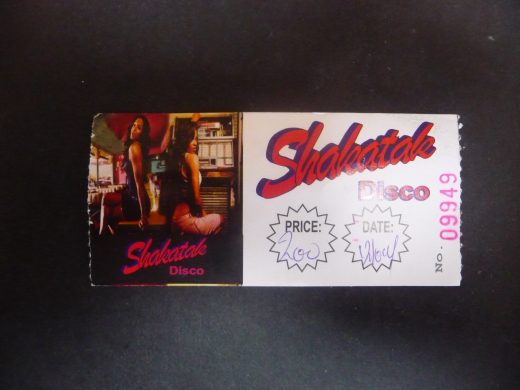 Shakatak
Disco
Shakatak
Disco
PRICE:
200
DATE:
No. 09949